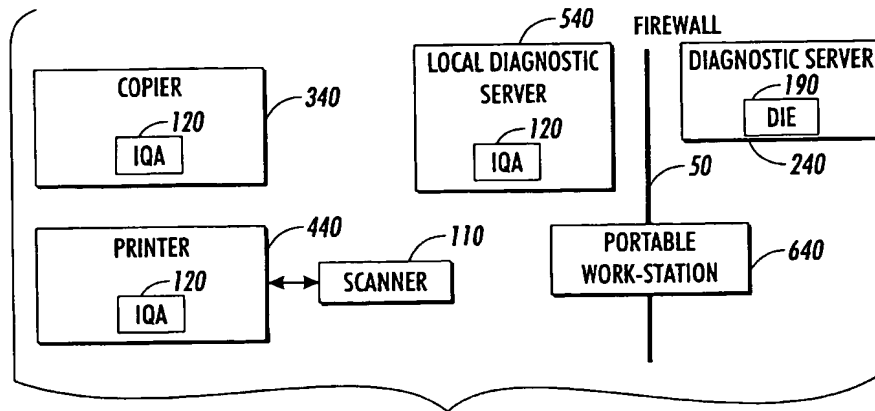 COPIER
120
IQA
340
540
LOCAL DIAGNOSTIC
SERVER
120
IQA
FIREWALL
DIAGNOSTIC SERVER
190
DIE
50
240
PRINTER
440
120
IQA
110
SCANNER
PORTABLE
WORK-STATION
640